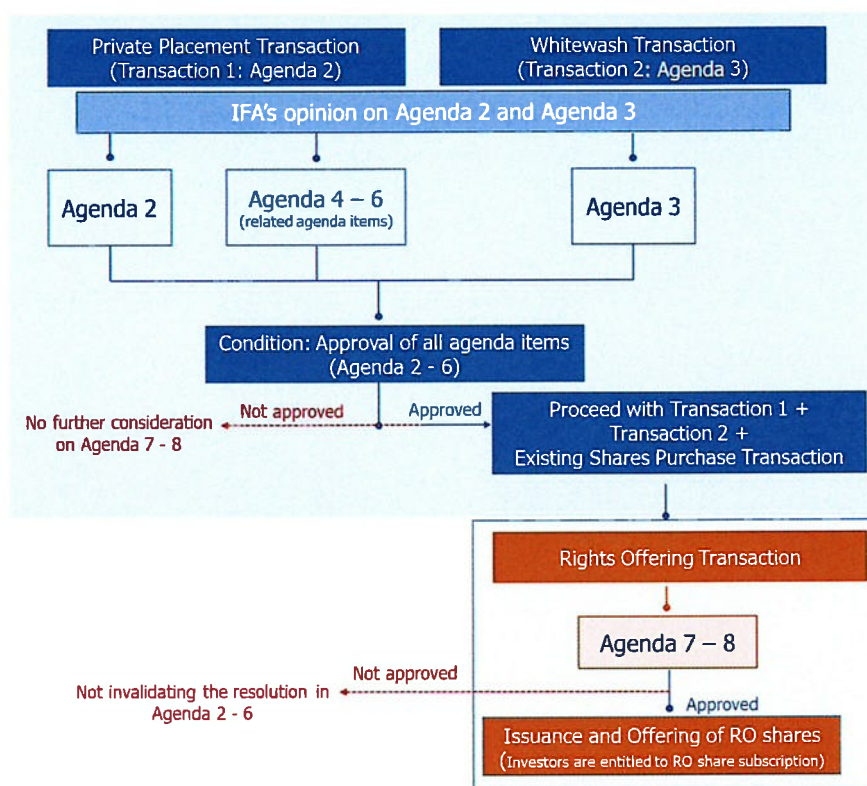 Private Placement Transaction
(Transaction 1: Agenda 2)
Whitewash Transaction
(Transaction 2: Agenda 3)
IFA's opinion on Agenda 2 and Agenda 3
Agenda 2
Agenda 4 – 6
(related agenda items)
Agenda 3
Condition: Approval of all agenda items
(Agenda 2 - 6)
Not approved
Approved
No further consideration
on Agenda 7 - 8
Proceed with Transaction 1 +
Transaction 2 +
Existing Shares Purchase Transaction
Rights Offering Transaction
Agenda 7 – 8
Not approved
Not invalidating the resolution in
Agenda 2 - 6
Approved
Issuance and Offering of RO shares
(Investors are entitled to RO share subscription)